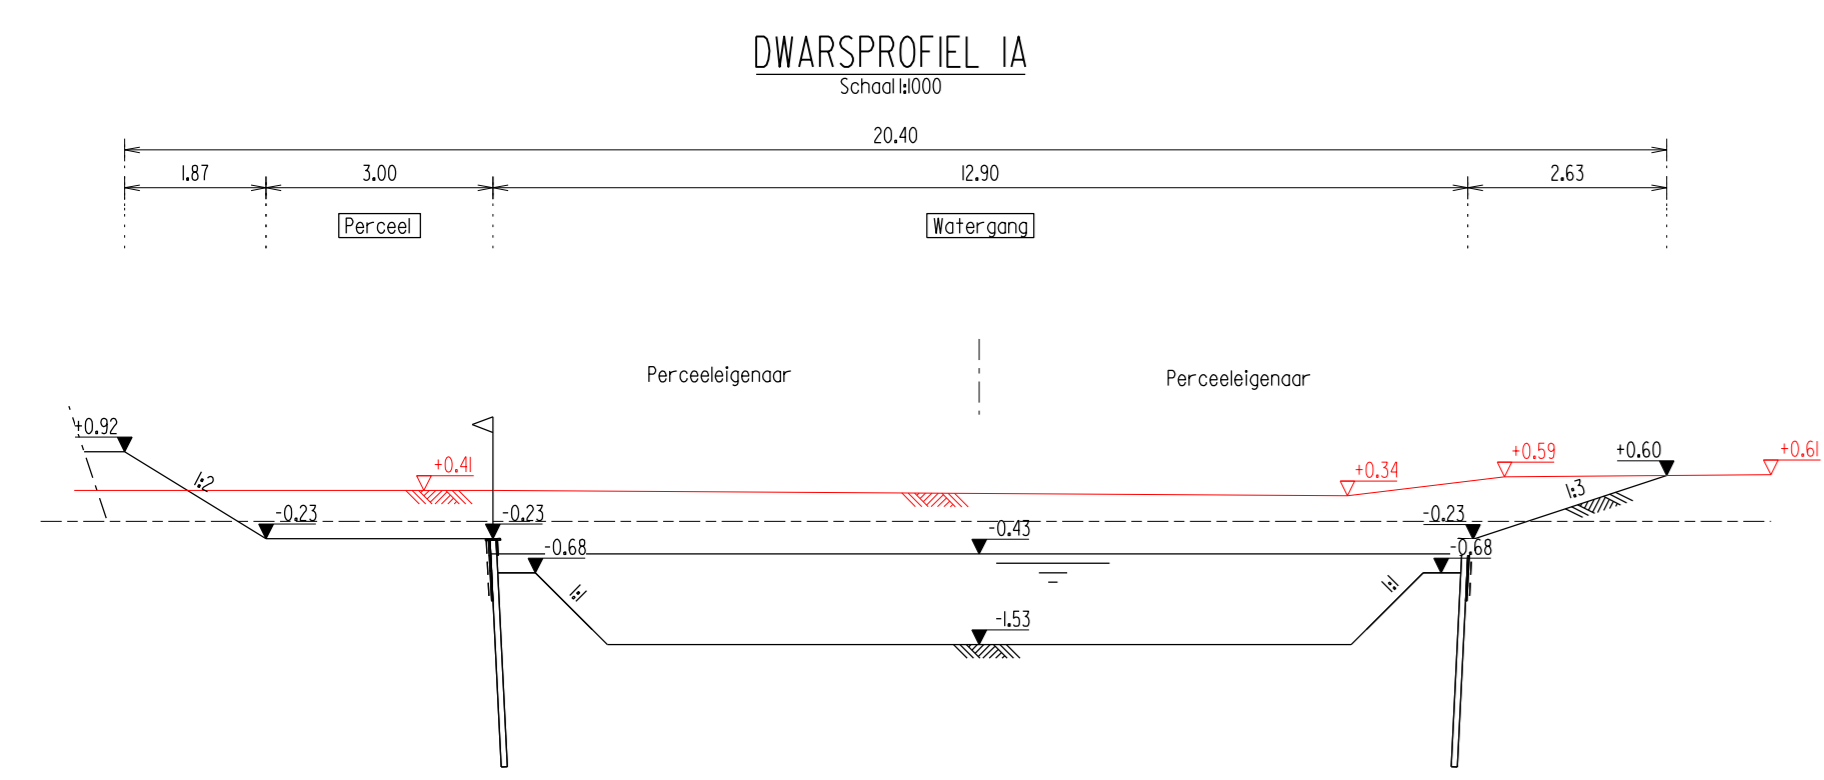 DWARSPROFIEL 1A
Schaal 1:1000
20.40
1.87 3.00 12.90 2.63
Perceel Watergang
Perceeleigenaar Perceeleigenaar
+0.92
+0.41 +0.34 +0.59 +0.60 +0.61
1:2 1:3
-0.23 -0.23 -0.43 -0.23
-0.68 -0.68
1:1 1:1
-1.53